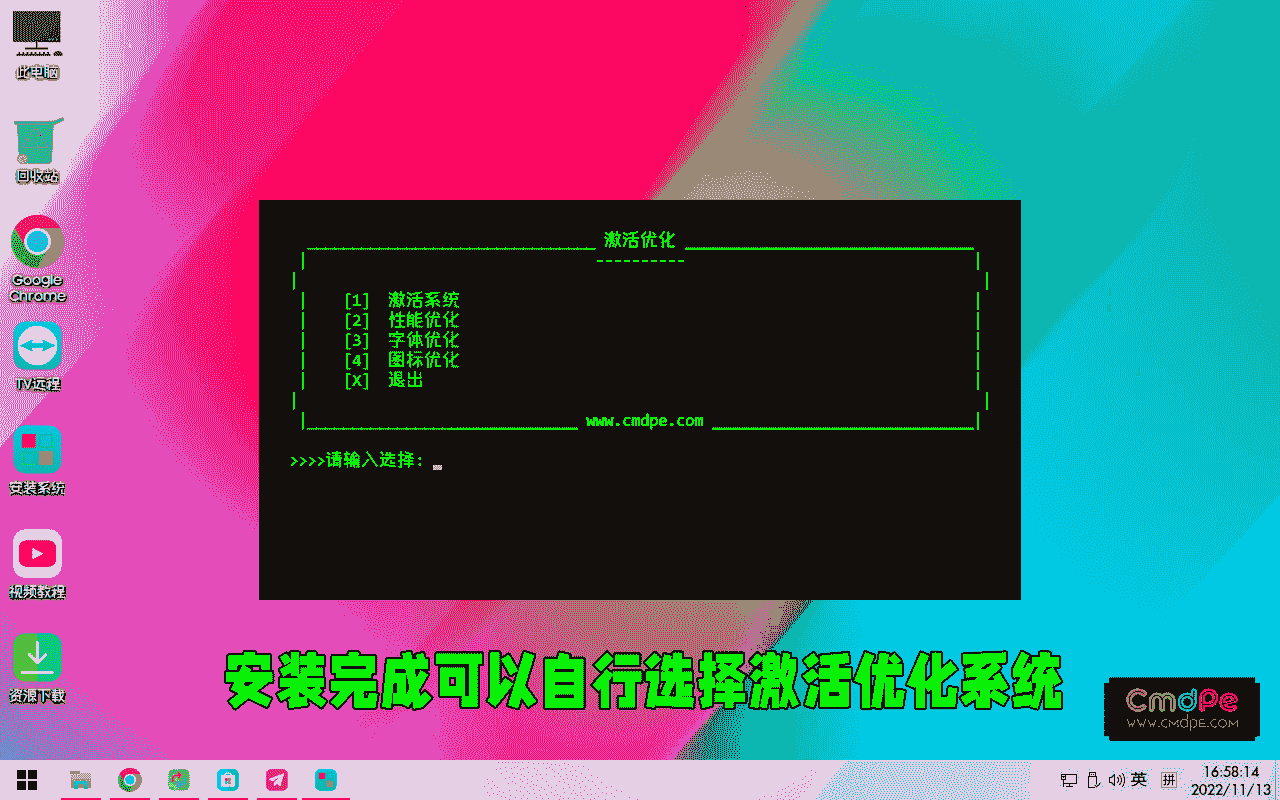 此电脑
回收站
Google
Chrome
TV远程
安装系统
视频教程
资源下载
激活优化
[1] 激活系统
[2] 性能优化
[3] 字体优化
[4] 图标优化
[X] 退出
www.cmdpe.com
>>>>请输入选择:
安装完成可以自行选择激活优化系统
CmdPe
WWW.CMDPE.COM
英
拼
16:58:14
2022/11/13